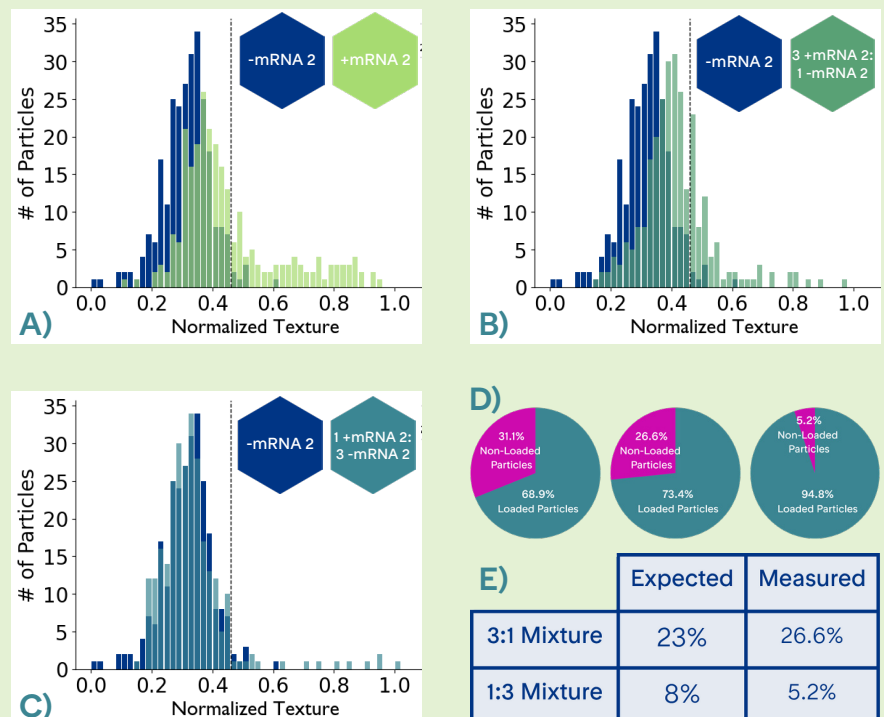 35
30
25
20
15
10
5
0
# of Particles
-mRNA 2
+mRNA 2
0.0 0.2 0.4 0.6 0.8 1.0
Normalized Texture
A)
35
30
25
20
15
10
5
0
# of Particles
-mRNA 2
3 +mRNA 2:
1 -mRNA 2
0.0 0.2 0.4 0.6 0.8 1.0
Normalized Texture
B)
35
30
25
20
15
10
5
0
# of Particles
-mRNA 2
1 +mRNA 2:
3 -mRNA 2
0.0 0.2 0.4 0.6 0.8 1.0
Normalized Texture
C)
D)
31.1%
Non-Loaded
Particles
68.9%
Loaded Particles
26.6%
Non-Loaded
Particles
73.4%
Loaded Particles
5.2%
Non-Loaded
Particles
94.8%
Loaded Particles
E)
Expected Measured
3:1 Mixture 23% 26.6%
1:3 Mixture 8% 5.2%